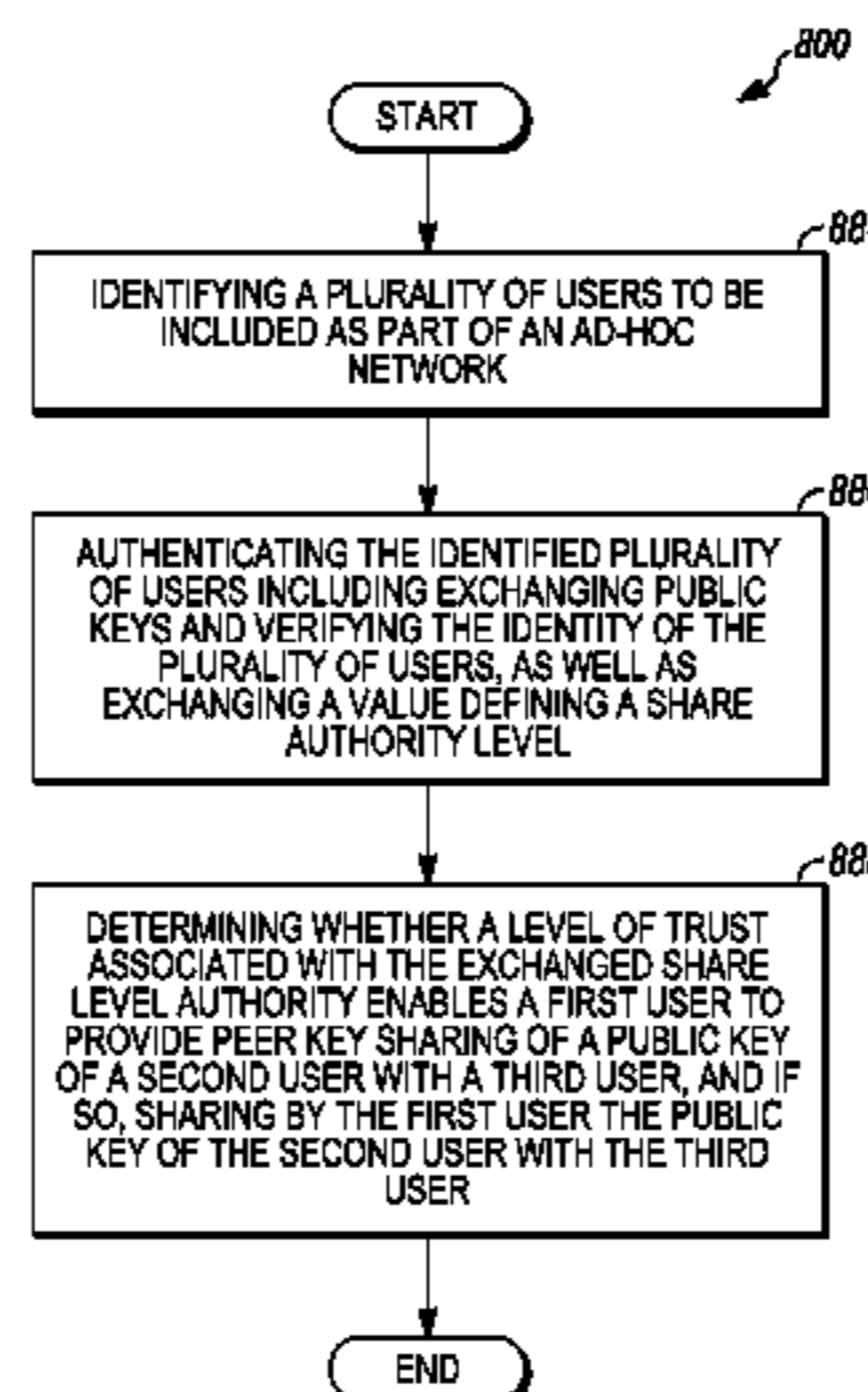 800
START
IDENTIFYING A PLURALITY OF USERS TO BE
INCLUDED AS PART OF AN AD-HOC
NETWORK
AUTHENTICATING THE IDENTIFIED PLURALITY
OF USERS INCLUDING EXCHANGING PUBLIC
KEYS AND VERIFYING THE IDENTITY OF THE
PLURALITY OF USERS, AS WELL AS
EXCHANGING A VALUE DEFINING A SHARE
AUTHORITY LEVEL
DETERMINING WHETHER A LEVEL OF TRUST
ASSOCIATED WITH THE EXCHANGED SHARE
LEVEL AUTHORITY ENABLES A FIRST USER TO
PROVIDE PEER KEY SHARING OF A PUBLIC KEY
OF A SECOND USER WITH A THIRD USER, AND IF
SO, SHARING BY THE FIRST USER THE PUBLIC
KEY OF THE SECOND USER WITH THE THIRD
USER
END